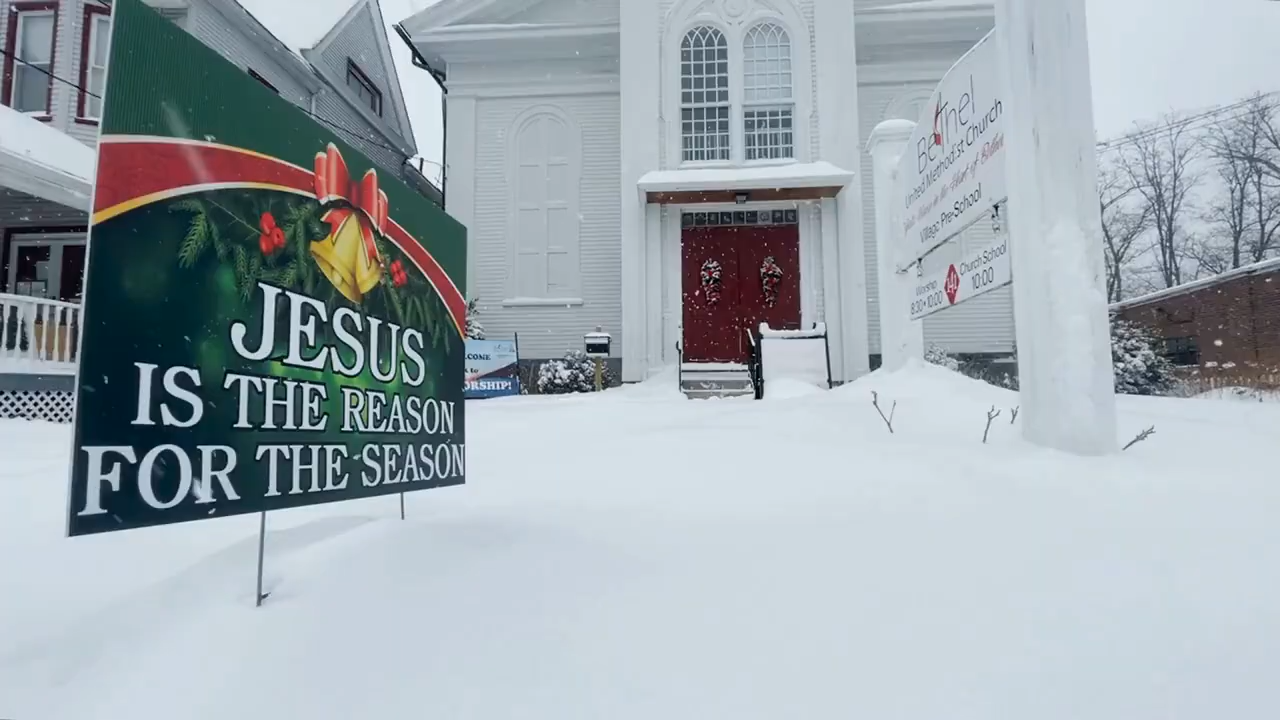 JESUS
IS THE REASON
FOR THE SEASON
ORSHIP!
Bethel
United Methodist Church
Village Pre-School
Worship
8:30 & 10:00
Church School
10:00